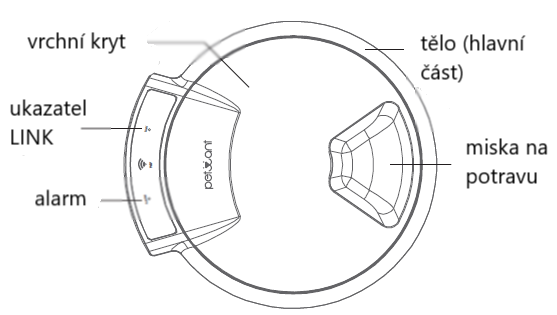 vrchní kryt
tělo (hlavní
část)
ukazatel
LINK
miska na
potravu
alarm
petwant